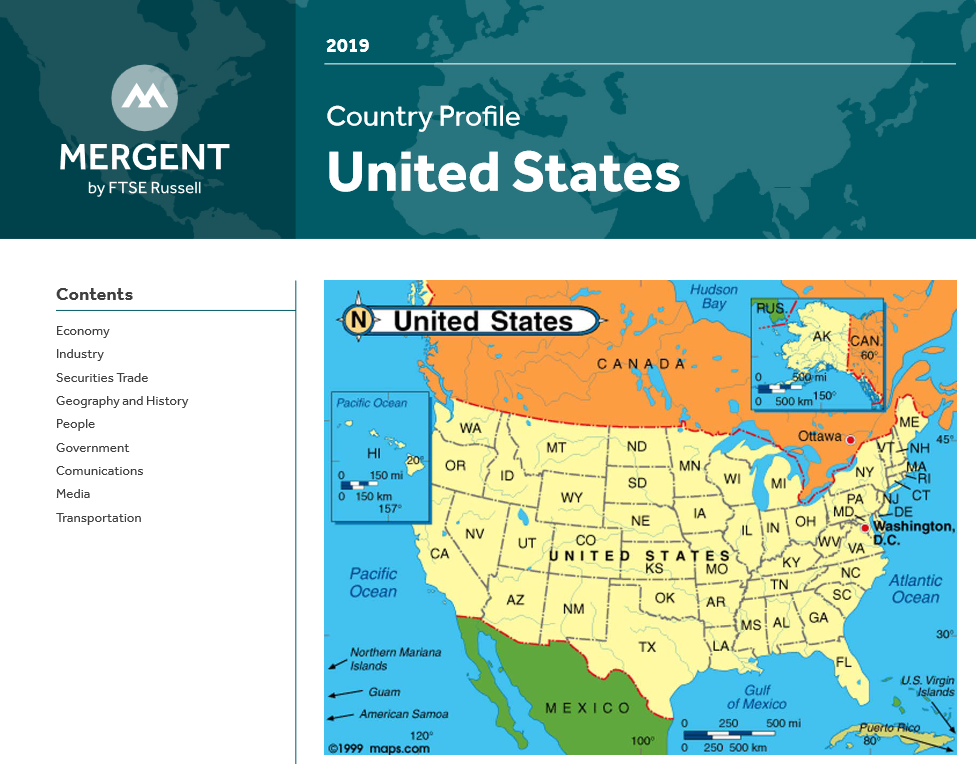 2019
Country Profile
United States
MERGENT
by FTSE Russell
Contents
Economy
Industry
Securities Trade
Geography and History
People
Government
Comunications
Media
Transportation
N United States
Hudson
Bay
CANADA
RUS.
AK
CAN.
60°
0 500 mi
150°
0 500 km
Pacific Ocean
HI
20°
0 150 mi
0 150 km
157°
Ottawa
45°
WA
OR
ID
MT
ND
MN
SD
WI
MI
WY
NE
IA
NV
UT
CO
CA
UNITED STATES
KS
MO
IL
IN
OH
KY
WV
VA
PA
NY
VT
NH
ME
MA
RI
CT
NJ
DE
MD
Washington,
D.C.
AZ
NM
OK
AR
TN
NC
SC
MS
AL
GA
TX
LA
FL
Pacific
Ocean
Atlantic
Ocean
30°
Northern Mariana
Islands
Guam
American Samoa
120°
©1999 maps.com
MEXICO
100°
Gulf
of Mexico
0 250 500 mi
0 250 500 km
U.S. Virgin
Islands
Puerto Rico
80°